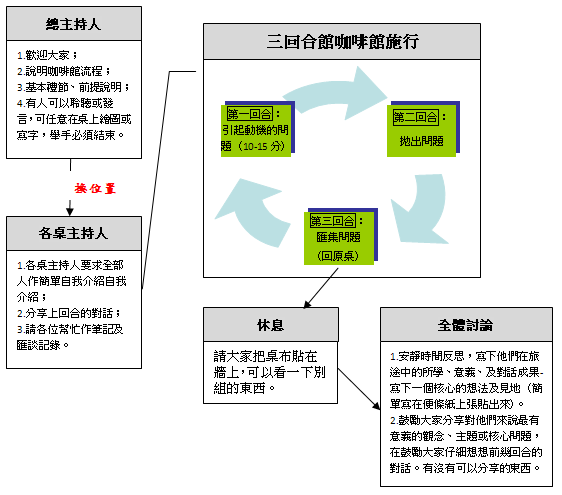 總主持人
1.歡迎大家；
2.說明咖啡館流程；
3.基本禮節、前提說明；
4.有人可以聆聽或發
言，可任意在桌上繪圖或
寫字，舉手必須結束。
換位置
各桌主持人
1.各桌主持人要求全部
人作簡單自我介紹自我
介紹；
2.分享上回合的對話；
3.請各位幫忙作筆記及
匯談記錄。
三回合館咖啡館施行
第一回合：
引起動後的問
題（10-15 分）
第二回合：
拋出問題
第三回合：
匯集問題
（回原桌）
休息
請大家把桌布貼在
牆上，可以看一下別
組的東西。
全體討論
1.安靜時間反思，寫下他們在旅
途中的所學、意義、及對話成果-
寫下一個核心的想法及見地（簡
單寫在便條紙上張貼出來）。
2.鼓勵大家分享對他們來說最有
意義的觀念、主題或核心問題，
在鼓勵大家仔細想想前幾回合的
對話。有沒有可以分享的東西。